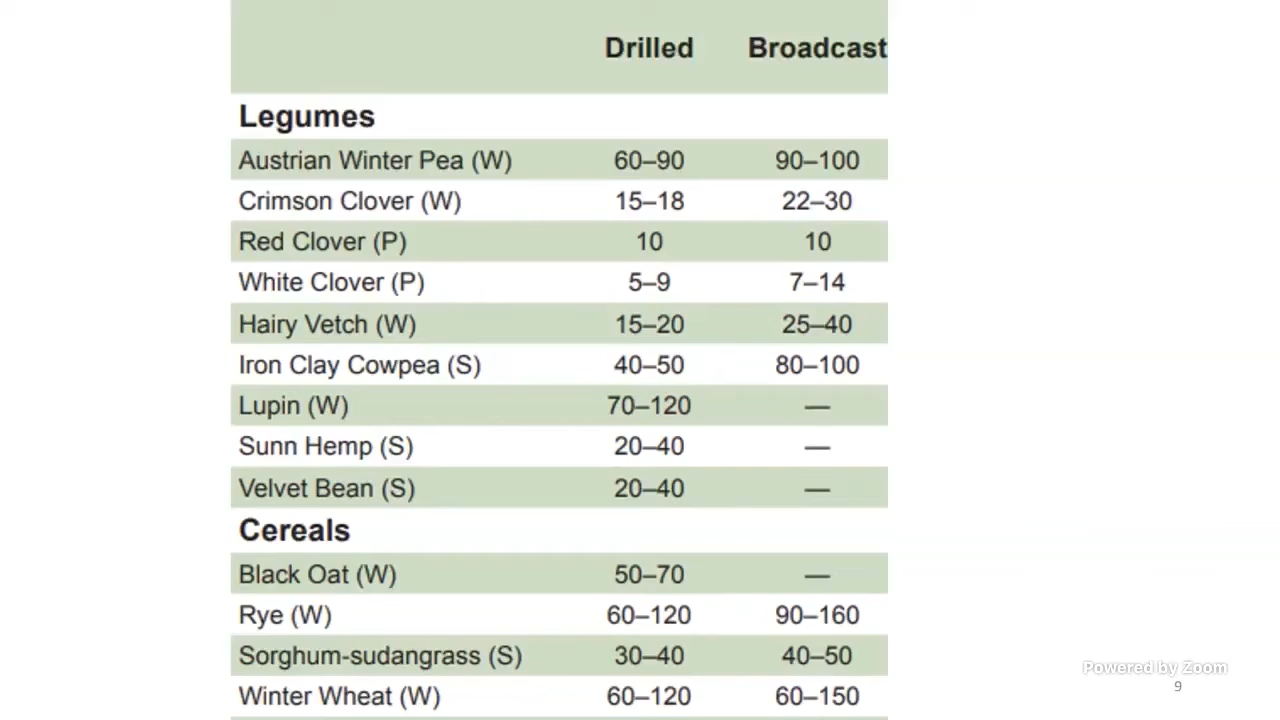 Drilled Broadcast
Legumes
Austrian Winter Pea (W) 60–90 90–100
Crimson Clover (W) 15–18 22–30
Red Clover (P) 10 10
White Clover (P) 5–9 7–14
Hairy Vetch (W) 15–20 25–40
Iron Clay Cowpea (S) 40–50 80–100
Lupin (W) 70–120 —
Sunn Hemp (S) 20–40 —
Velvet Bean (S) 20–40 —
Cereals
Black Oat (W) 50–70 —
Rye (W) 60–120 90–160
Sorghum-sudangrass (S) 30–40 40–50
Winter Wheat (W) 60–120 60–150
Powered by Zoom
9